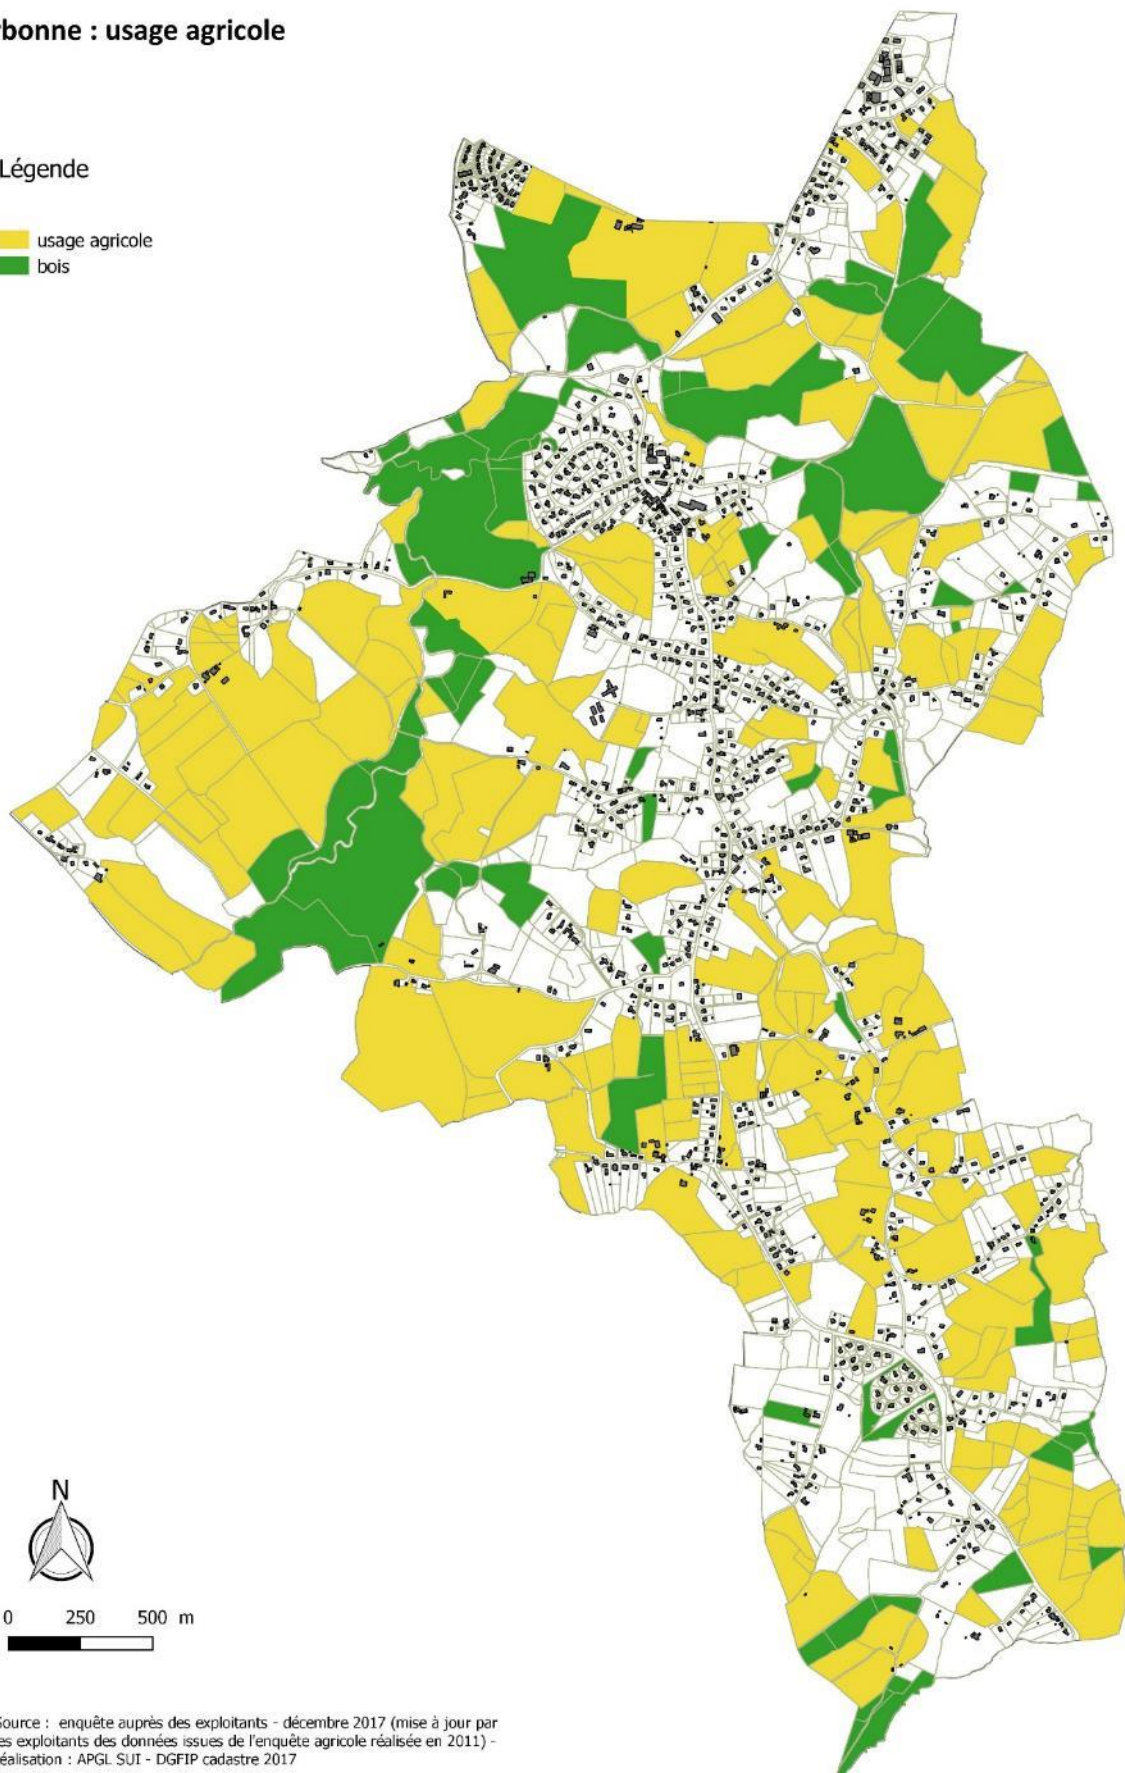 rbonne : usage agricole
Légende
usage agricole
bois
N
0 250 500 m
Source : enquête auprès des exploitants - décembre 2017 (mise à jour par
es exploitants des données issues de l'enquête agricole réalisée en 2011) -
éalisation : APGL SUI - DGFIP cadastre 2017